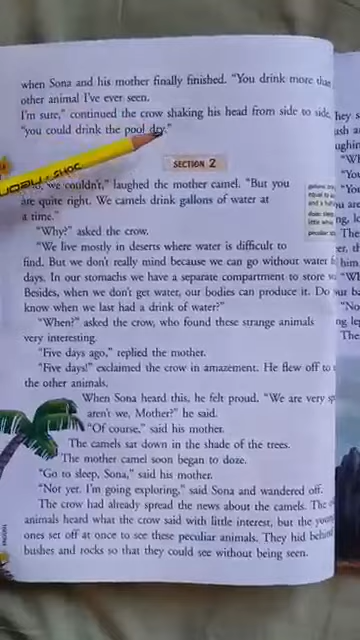 when Sona and his mother finally finished. "You drink more than
other animal I've ever seen.
I'm sure," continued the crow shaking his head from side to side,
"you could drink the pool dry."
SECTION 2
we couldn't," laughed the mother camel. "But you
are quite right. We camels drink gallons of water at
a time."
"Why?" asked the crow.
"We live mostly in deserts where water is difficult to
find. But we don't really mind because we can go without water
days. In our stomachs we have a separate compartment to store
Besides, when we don't get water, our bodies can produce it. Do
know when we last had a drink of water?"
"When?" asked the crow, who found these strange animals
very interesting.
"Five days ago," replied the mother.
"Five days!" exclaimed the crow in amazement. He flew off to
the other animals.
When Sona heard this, he felt proud. "We are very
aren't we, Mother?" he said.
"Of course," said his mother.
The camels sat down in the shade of the trees.
The mother camel soon began to doze.
"Go to sleep, Sona," said his mother.
"Not yet. I'm going exploring," said Sona and wandered off.
The crow had already spread the news about the camels. The
animals heard what the crow said with little interest, but the young
ones set off at once to see these peculiar animals. They hid behind
bushes and rocks so that they could see without being seen.